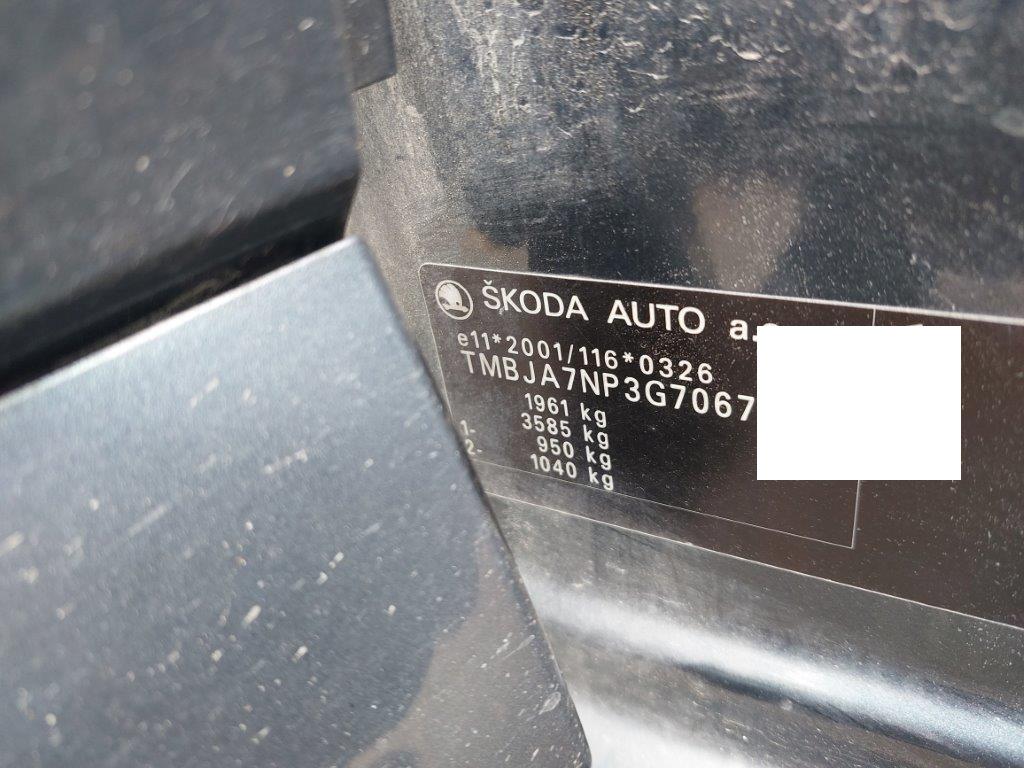 ŠKODA AUTO a.
e11*2001/116*0326
TMBJA7NP3G7067
1961 kg
3585 kg
1- 950 kg
2- 1040 kg